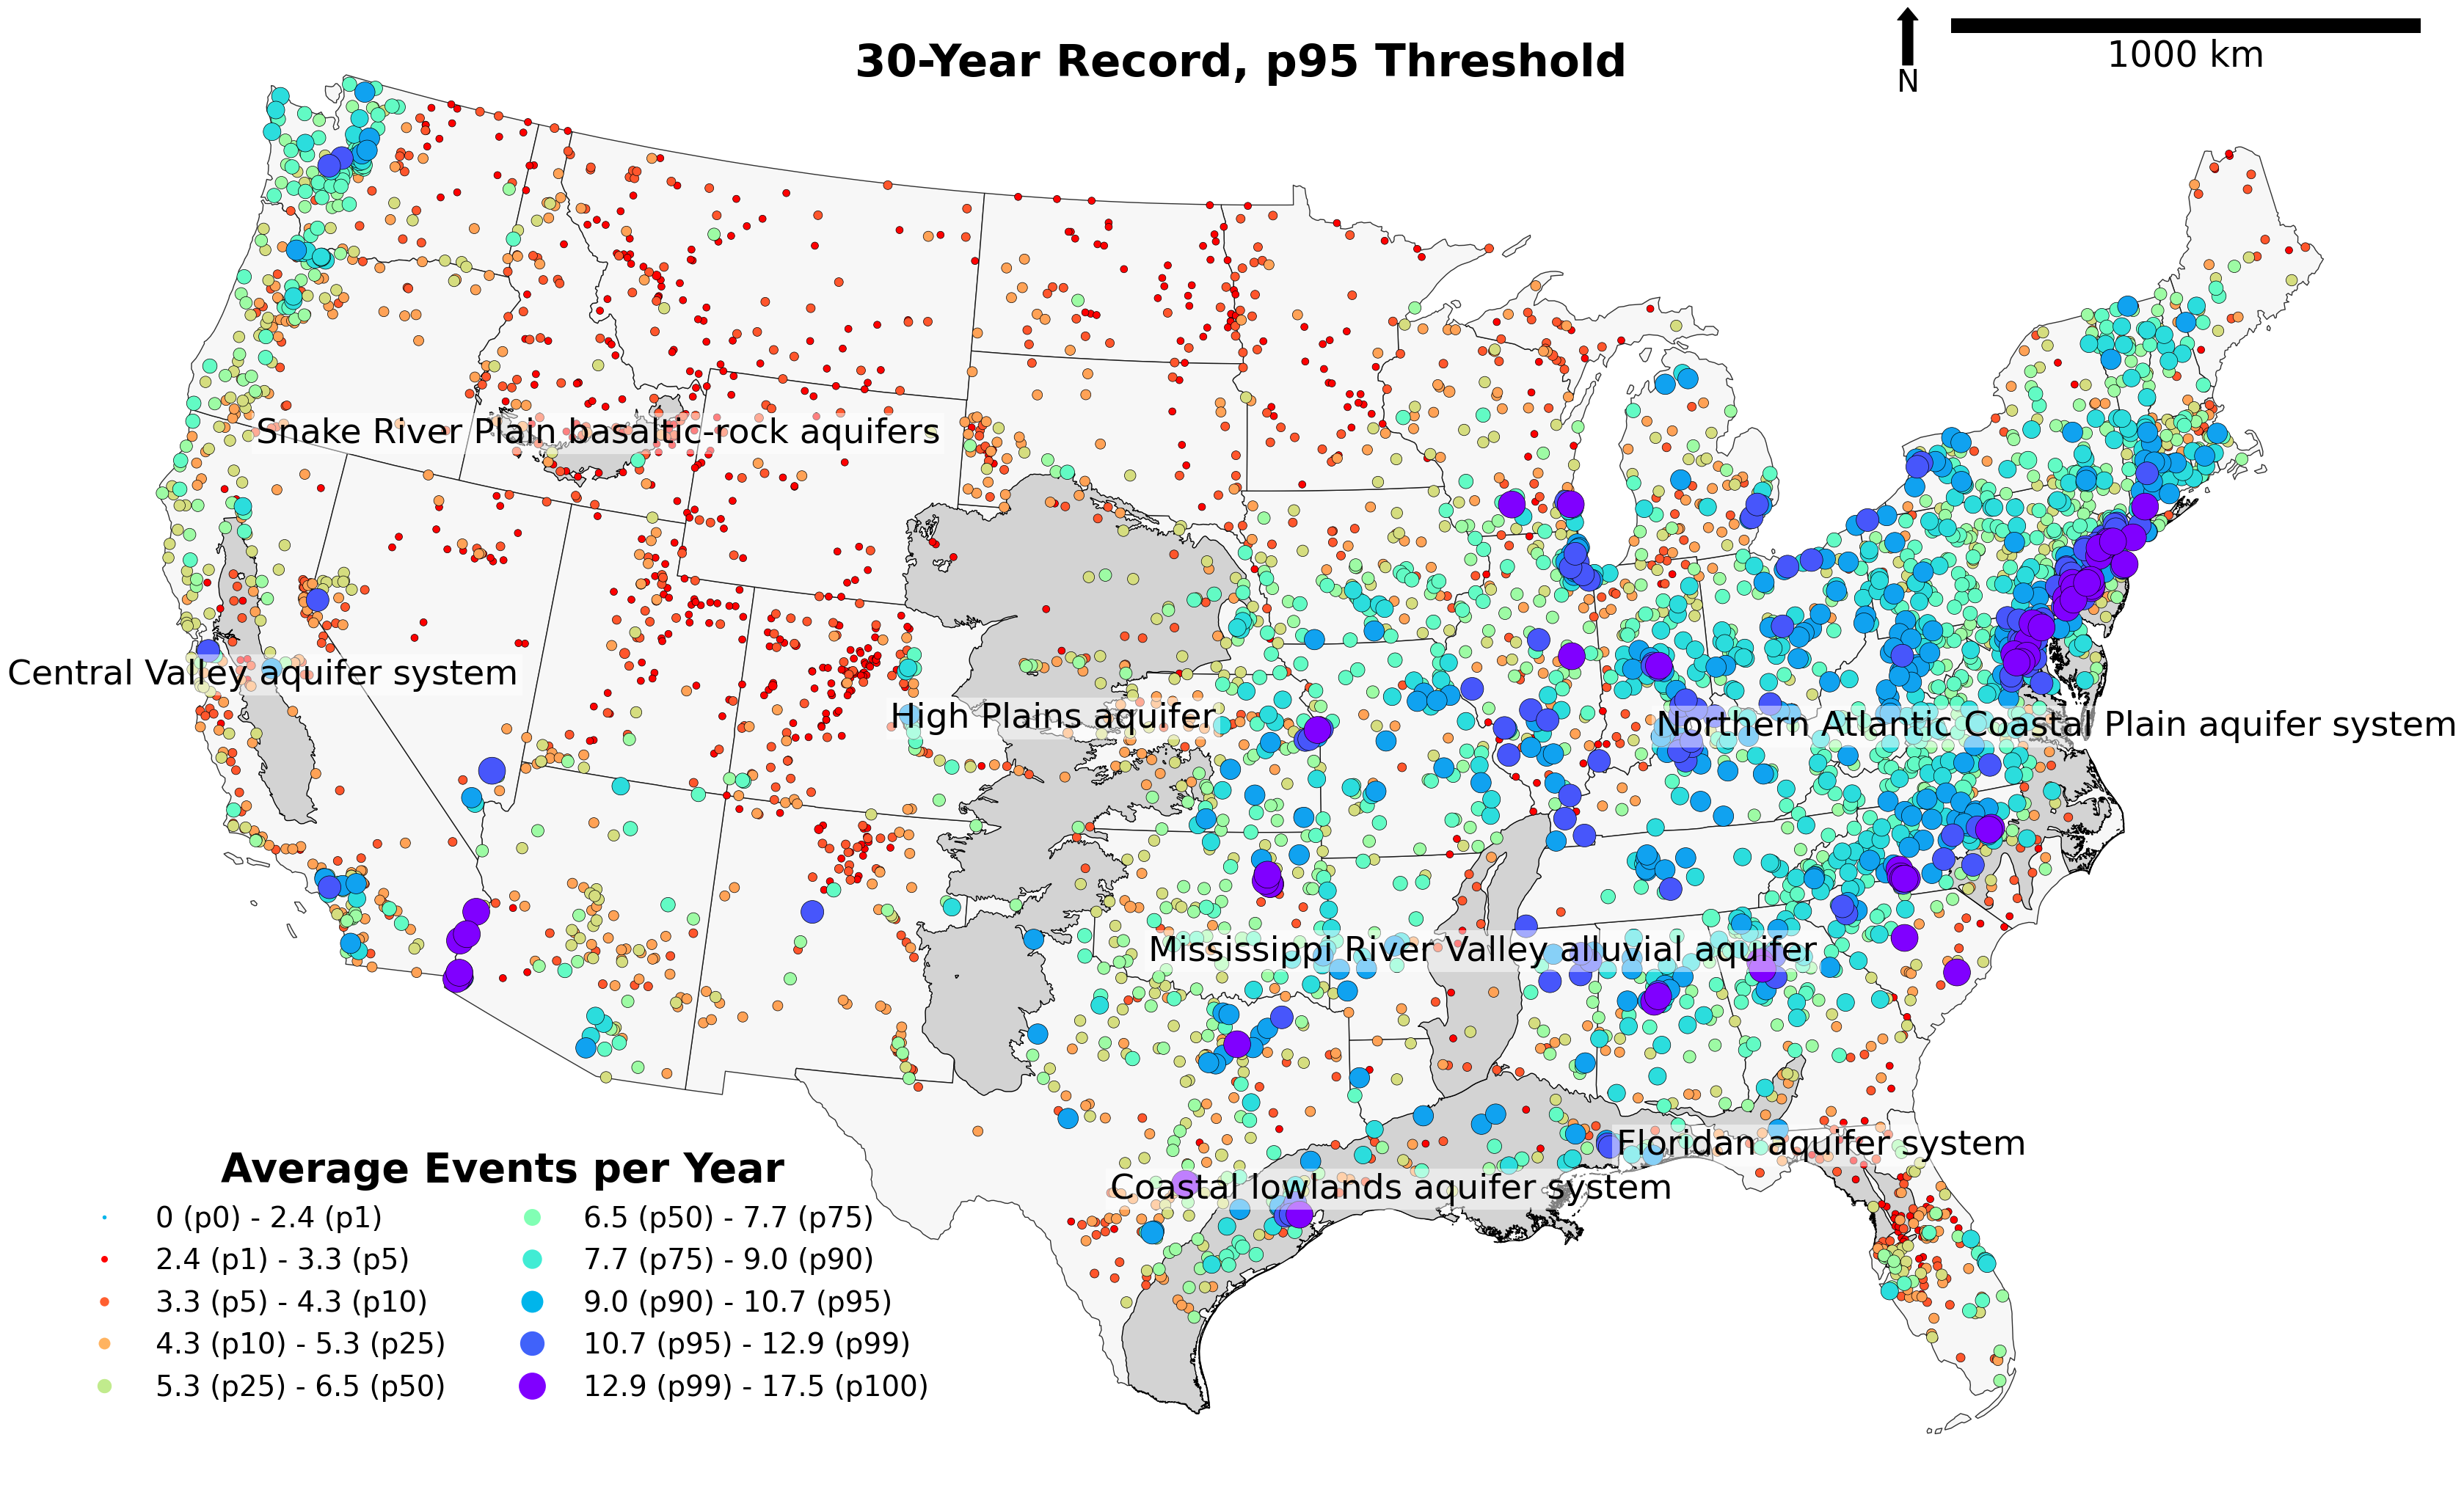 30-Year Record, p95 Threshold
1000 km
N
Snake River Plain basaltic-rock aquifers
Central Valley aquifer system
High Plains aquifer
Northern Atlantic Coastal Plain aquifer system
Mississippi River Valley alluvial aquifer
Floridan aquifer system
Coastal lowlands aquifer system
Average Events per Year
0 (p0) - 2.4 (p1)
2.4 (p1) - 3.3 (p5)
3.3 (p5) - 4.3 (p10)
4.3 (p10) - 5.3 (p25)
5.3 (p25) - 6.5 (p50)
6.5 (p50) - 7.7 (p75)
7.7 (p75) - 9.0 (p90)
9.0 (p90) - 10.7 (p95)
10.7 (p95) - 12.9 (p99)
12.9 (p99) - 17.5 (p100)